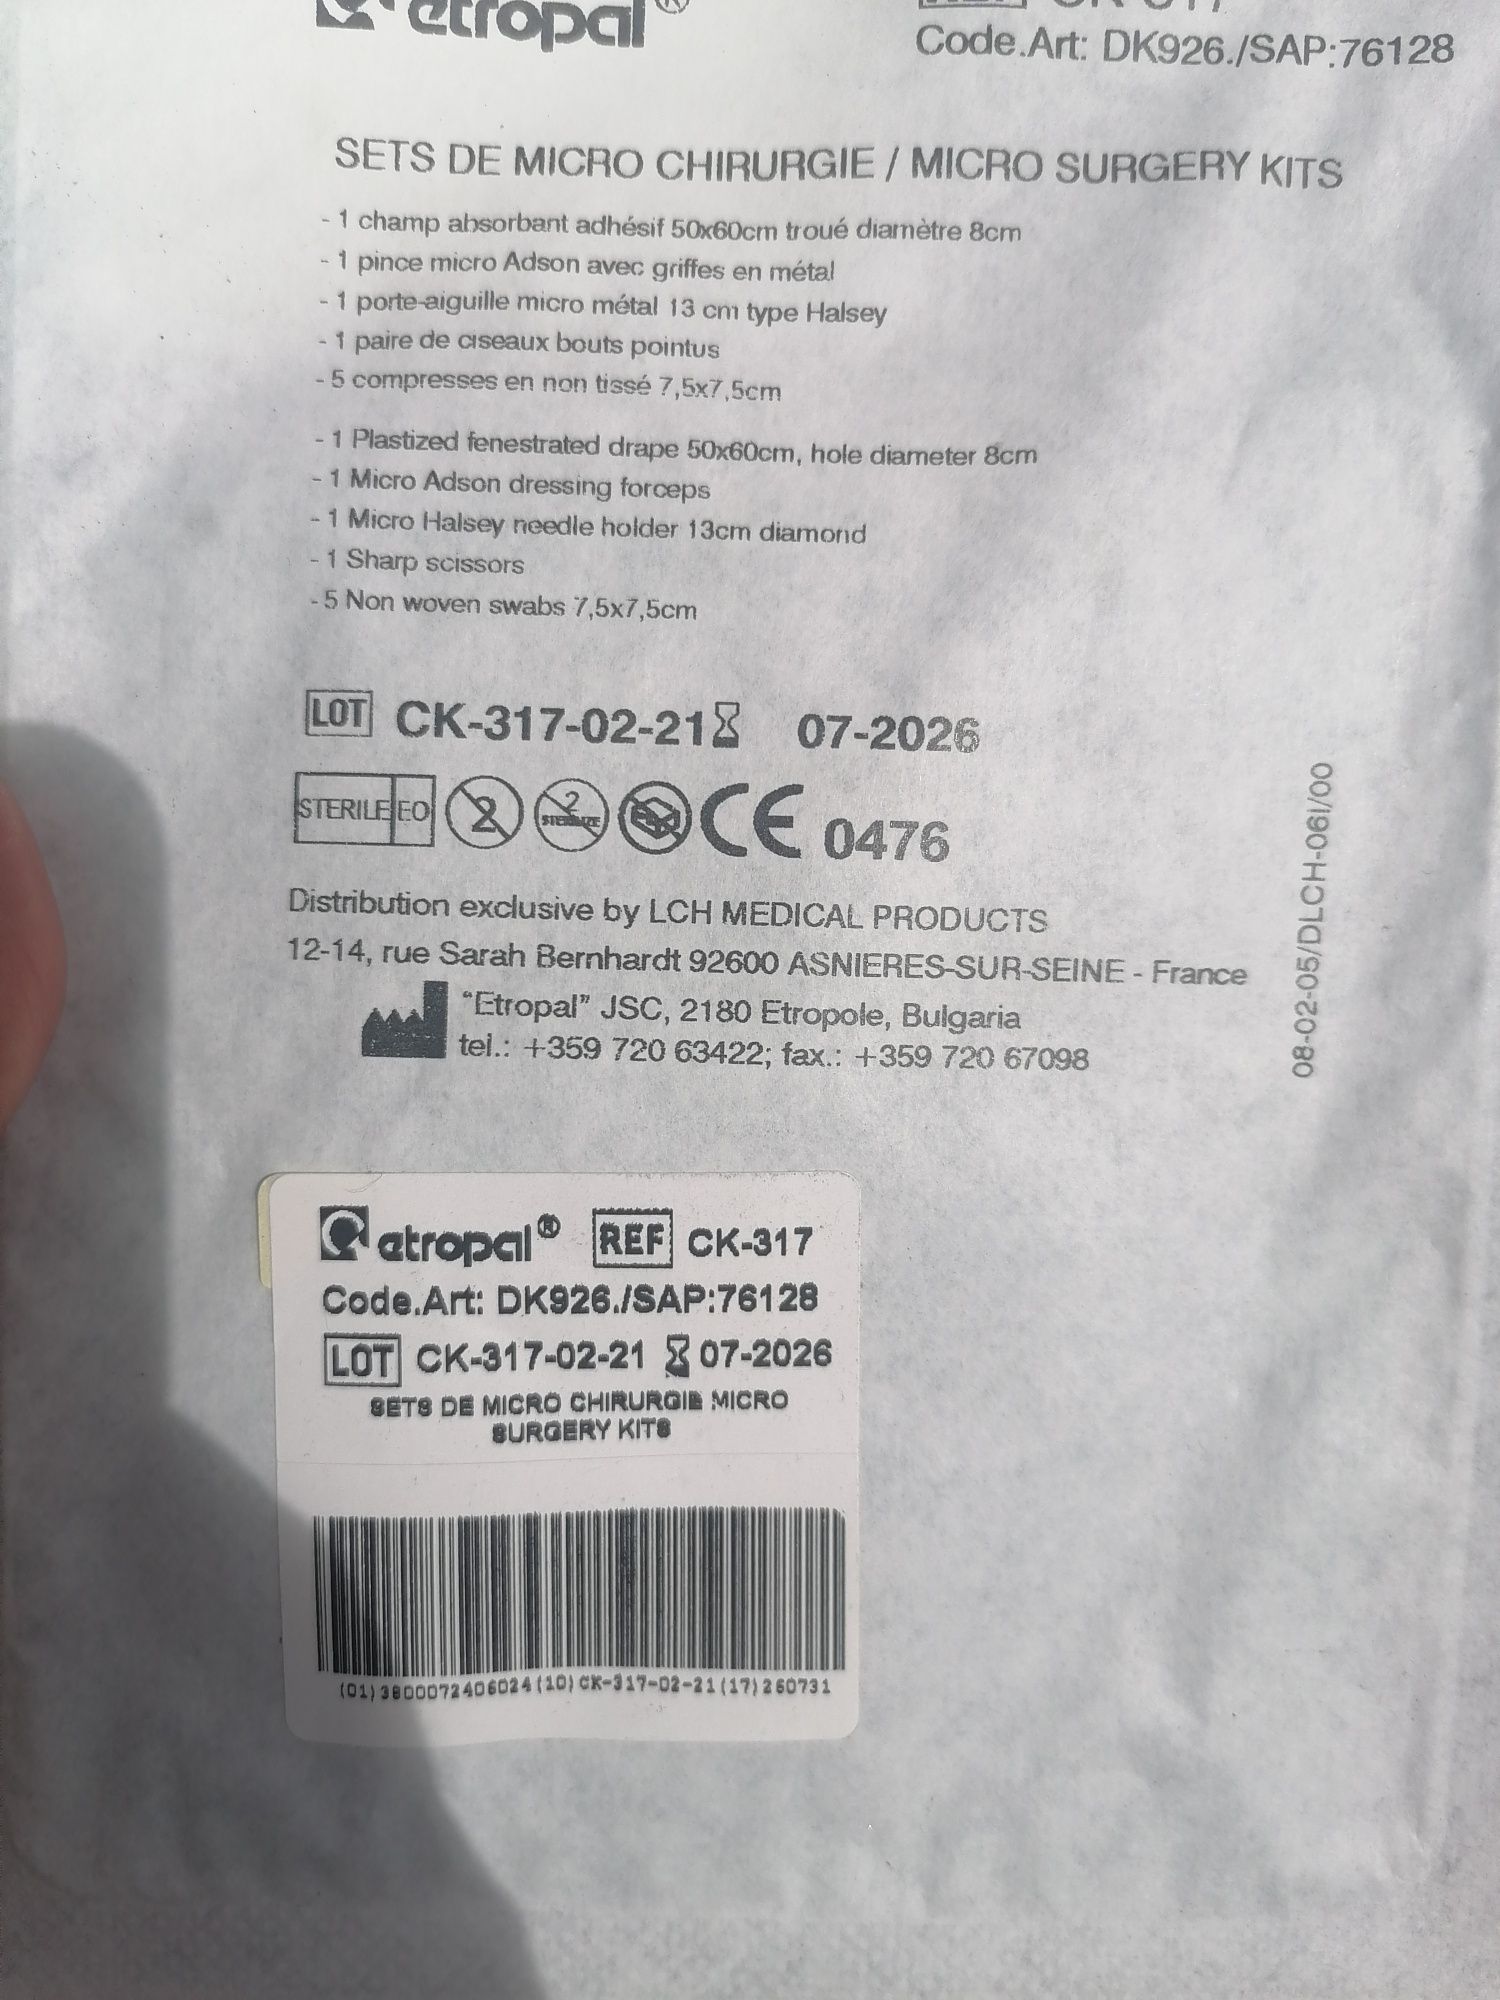 etropal®
Code.Art: DK926./SAP:76128
SETS DE MICRO CHIRURGIE / MICRO SURGERY KITS
- 1 champ absorbant adhésif 50x60cm troué diamètre 8cm
- 1 pince micro Adson avec griffes en métal
- 1 porte-aiguille micro métal 13 cm type Halsey
- 1 paire de ciseaux bouts pointus
- 5 compresses en non tissé 7,5x7,5cm
- 1 Plastized fenestrated drape 50x60cm, hole diameter 8cm
- 1 Micro Adson dressing forceps
- 1 Micro Halsey needle holder 13cm diamond
- 1 Sharp scissors
- 5 Non woven swabs 7,5x7,5cm
LOT CK-317-02-21 07-2026
STERILE EO 2 2 STERILIZE CE 0476
Distribution exclusive by LCH MEDICAL PRODUCTS
12-14, rue Sarah Bernhardt 92600 ASNIERES-SUR-SEINE - France
"Etropal" JSC, 2180 Etropole, Bulgaria
tel.: +359 720 63422; fax.: +359 720 67098
08-02-05/DLCH-06I/00
etropal® REF CK-317
Code.Art: DK926./SAP:76128
LOT CK-317-02-21 07-2026
SETS DE MICRO CHIRURGIE MICRO
SURGERY KITS
(01)3800072406024(10)CK-317-02-21(17)260731